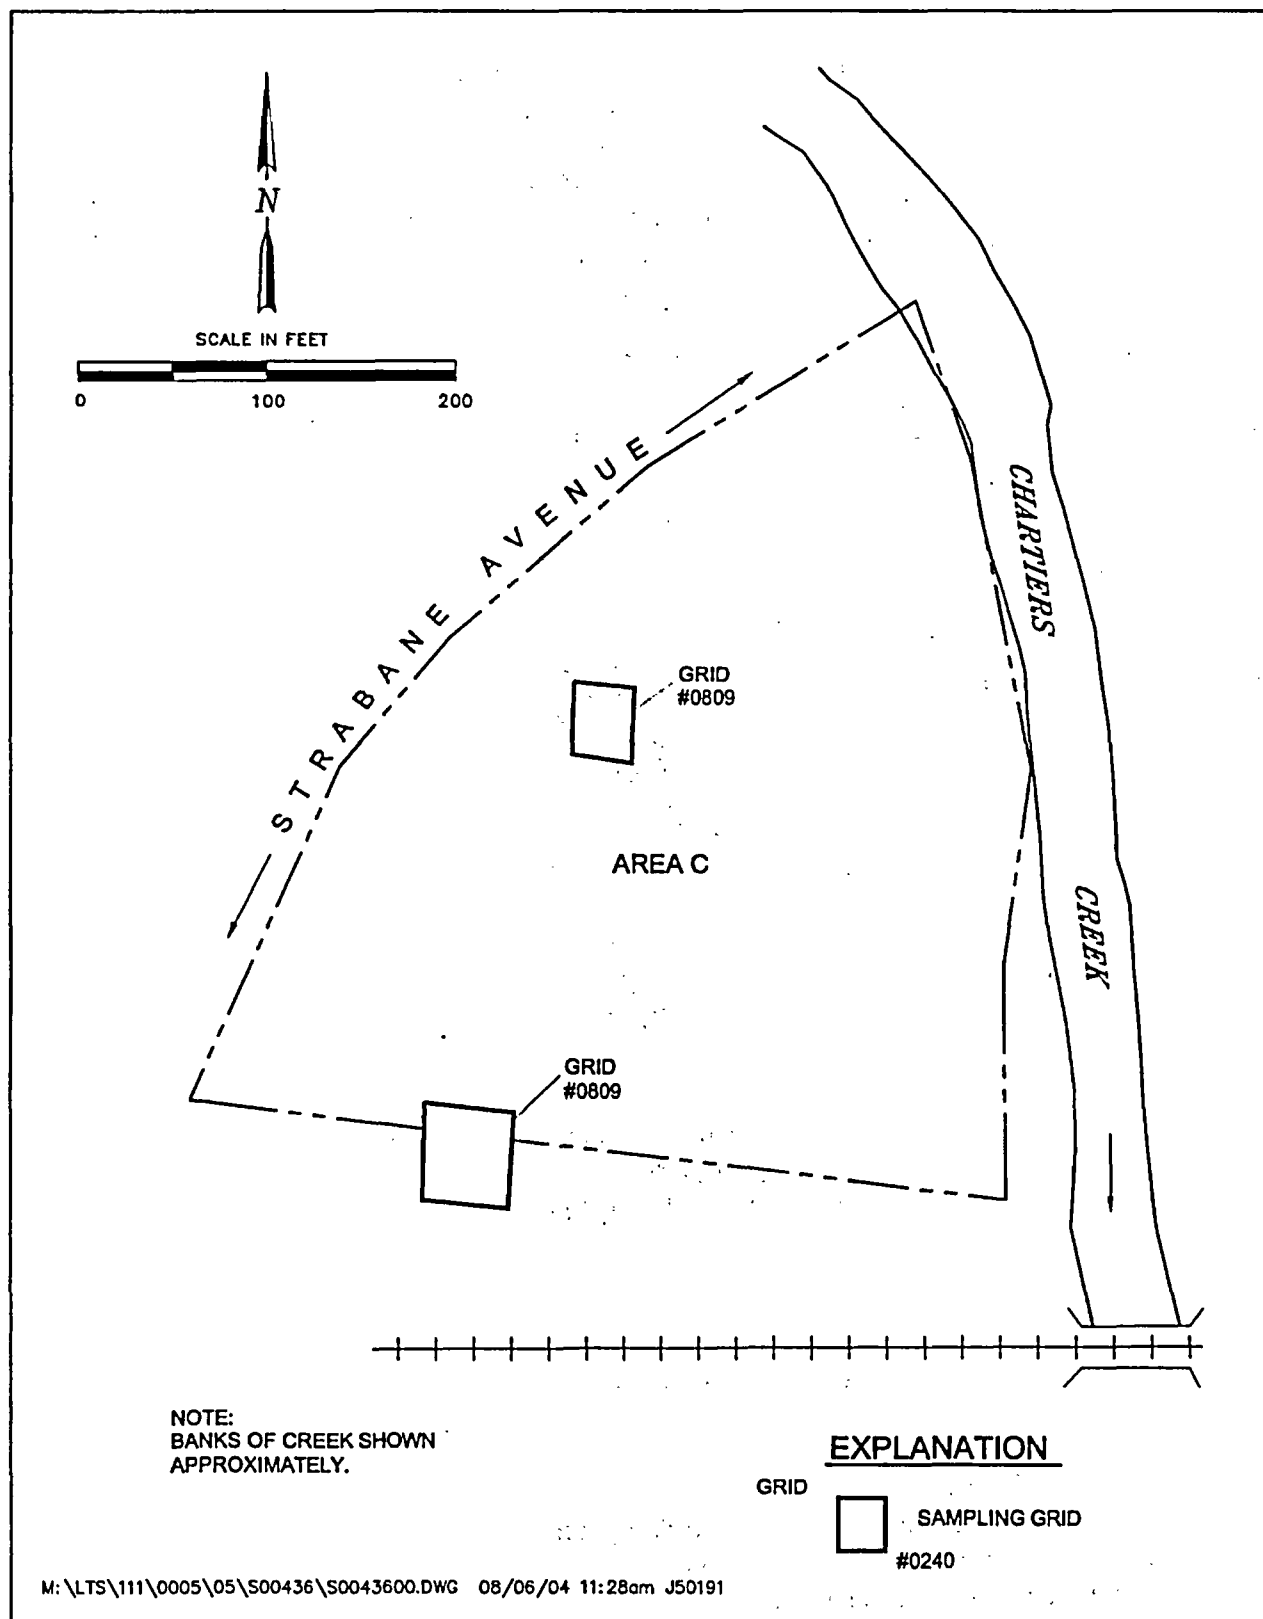 N
SCALE IN FEET
0 100 200
STRABANE AVENUE
CHARTIERS
CREEK
GRID
#0809
AREA C
GRID
#0809
NOTE:
BANKS OF CREEK SHOWN
APPROXIMATELY.
EXPLANATION
GRID
SAMPLING GRID
#0240
M:\LTS\111\0005\05\S00436\S0043600.DWG 08/06/04 11:28am J50191